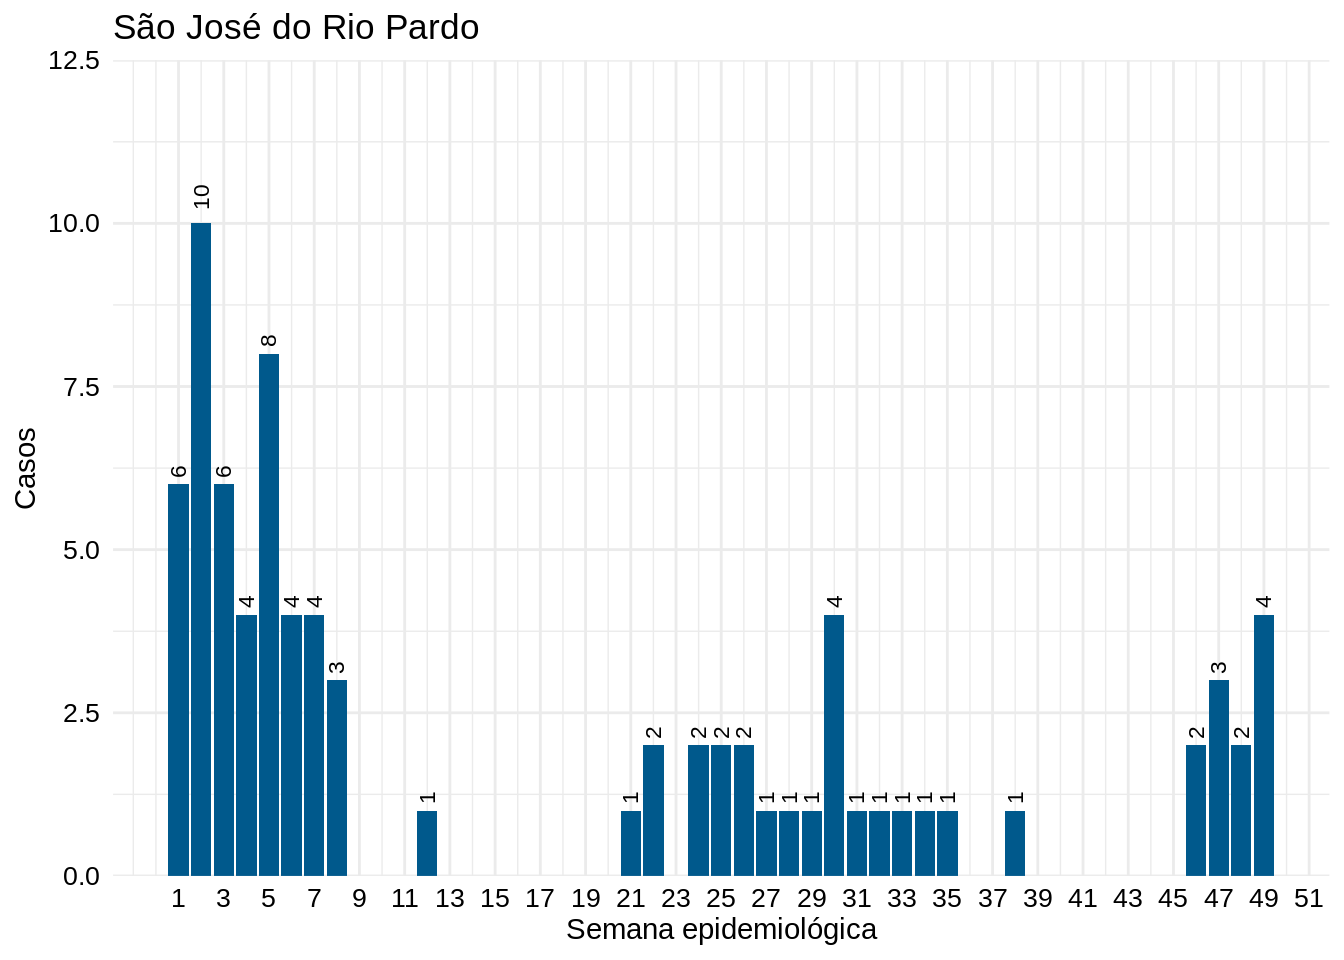 São José do Rio Pardo
12.5
10.0
7.5
5.0
2.5
0.0
Casos
6 10 6 4 8 4 4 3 1 1 2 2 2 2 1 1 1 4 1 1 1 1 1 1 2 3 2 4
1 3 5 7 9 11 13 15 17 19 21 23 25 27 29 31 33 35 37 39 41 43 45 47 49 51
Semana epidemiológica